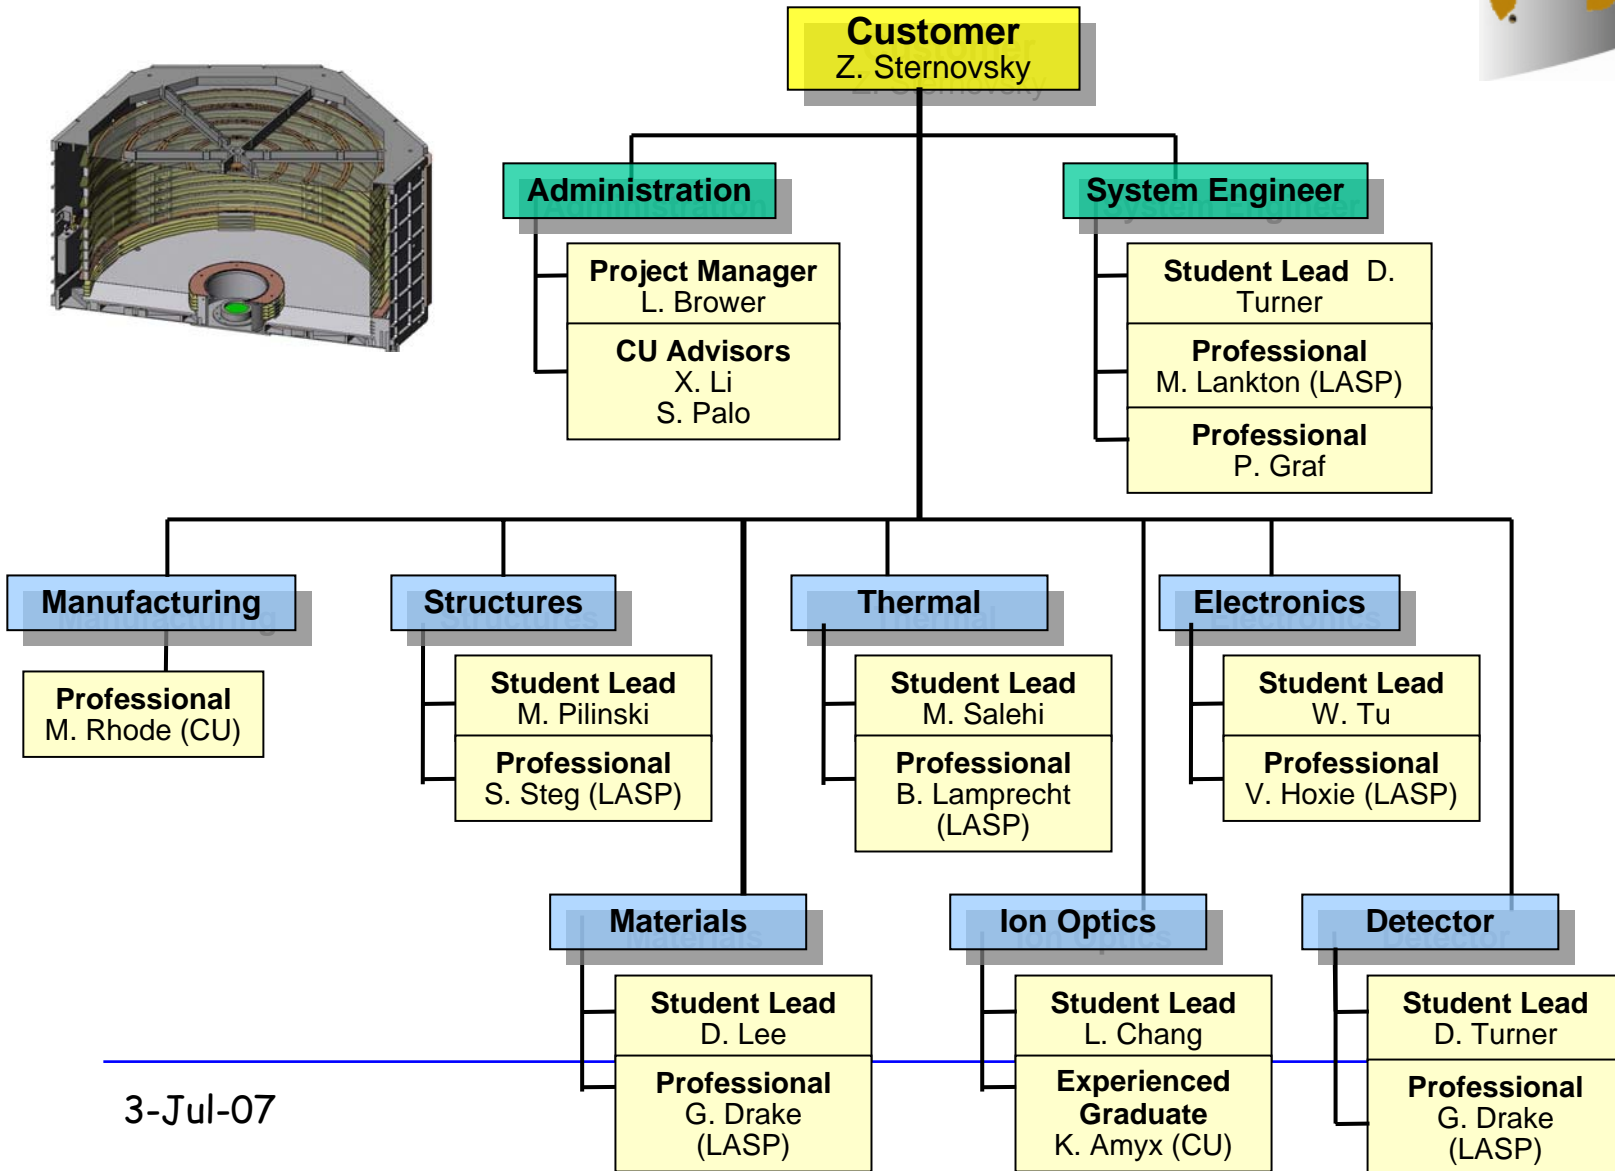 Customer
Z. Sternovsky
Administration
System Engineer
Project Manager
L. Brower
CU Advisors
X. Li
S. Palo
Student Lead D.
Turner
Professional
M. Lankton (LASP)
Professional
P. Graf
Manufacturing
Structures
Thermal
Electronics
Professional
M. Rhode (CU)
Student Lead
M. Pilinski
Professional
S. Steg (LASP)
Student Lead
M. Salehi
Professional
B. Lamprecht
(LASP)
Student Lead
W. Tu
Professional
V. Hoxie (LASP)
Materials
Ion Optics
Detector
Student Lead
D. Lee
Professional
G. Drake
(LASP)
Student Lead
L. Chang
Experienced
Graduate
K. Amyx (CU)
Student Lead
D. Turner
Professional
G. Drake
(LASP)
3-Jul-07